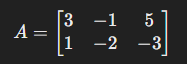 A = [3 −1 5
1 −2 −3]